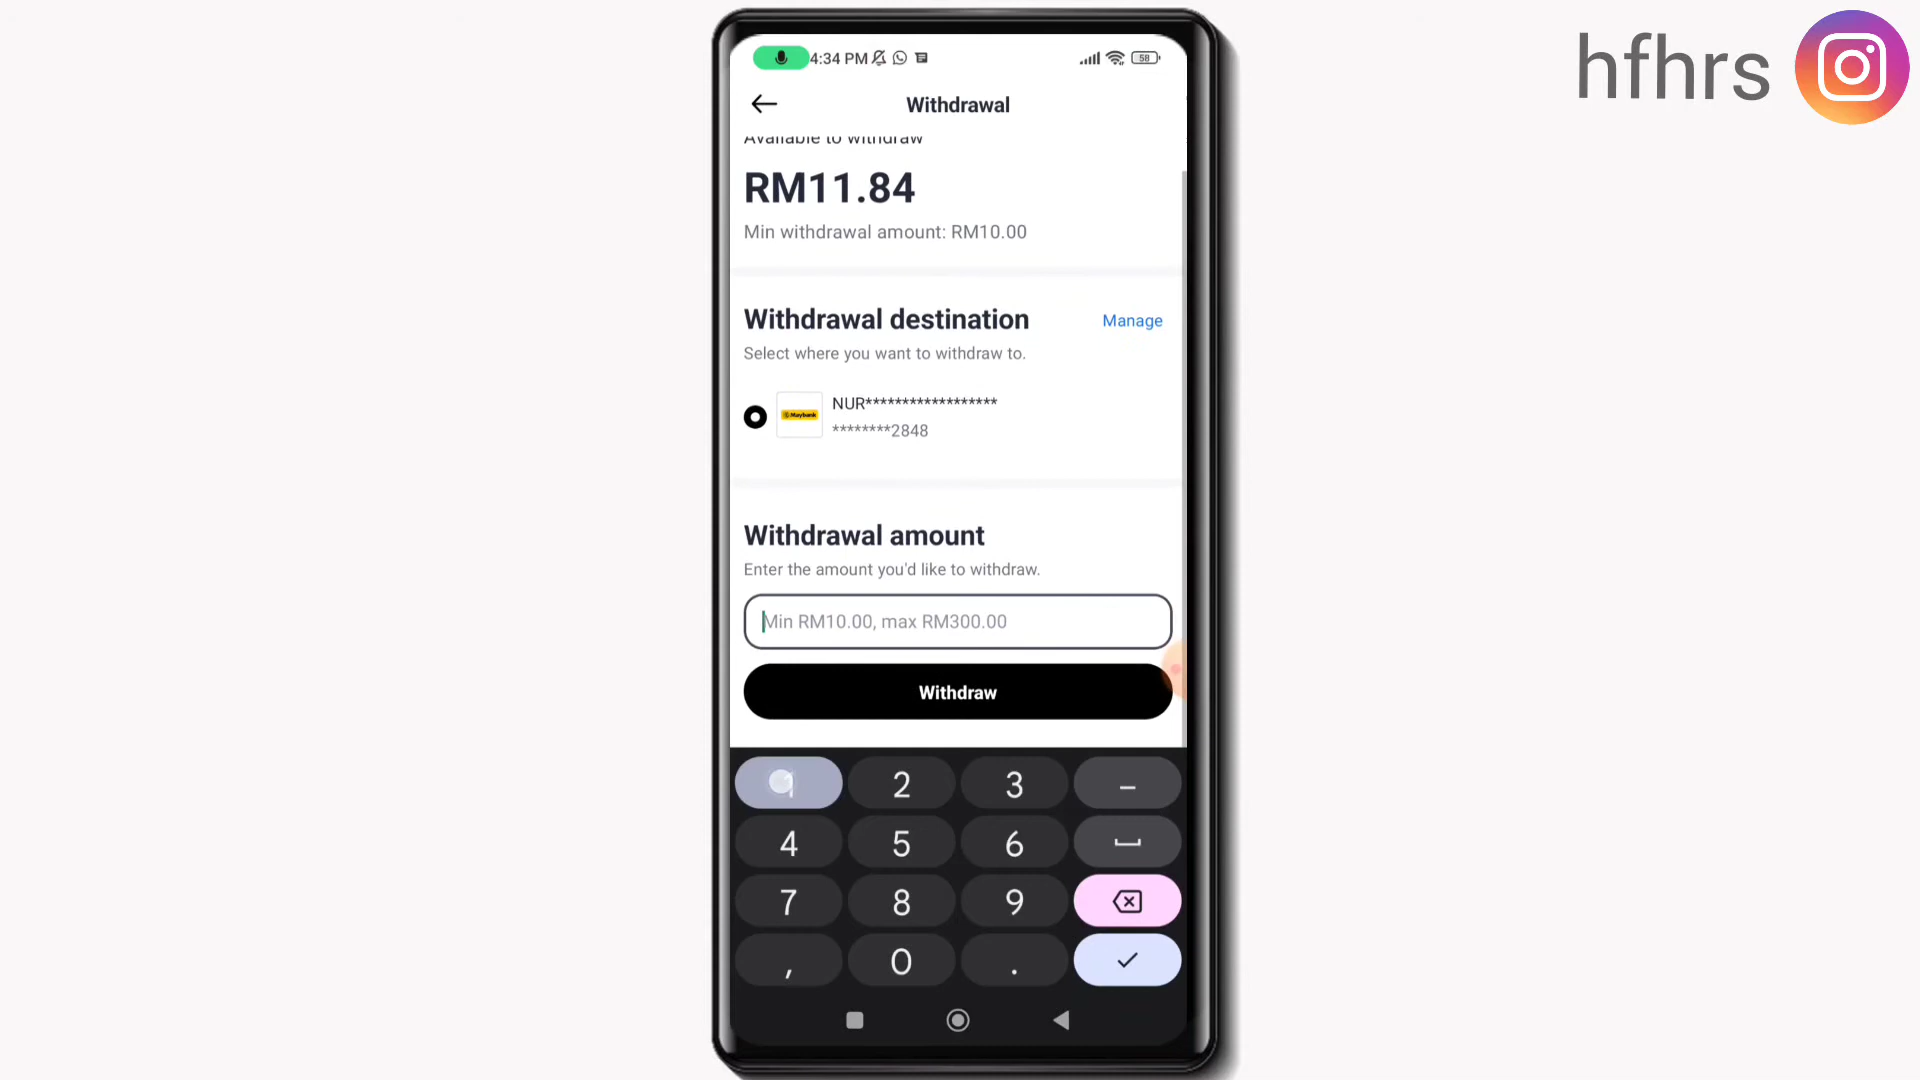 hfhrs
4:34 PM
58
Withdrawal
Available to withdraw
RM11.84
Min withdrawal amount: RM10.00
Withdrawal destination
Manage
Select where you want to withdraw to.
Maybank
NUR******************
********2848
Withdrawal amount
Enter the amount you'd like to withdraw.
Min RM10.00, max RM300.00
Withdraw
1 2 3 –
4 5 6
7 8 9
, 0 .